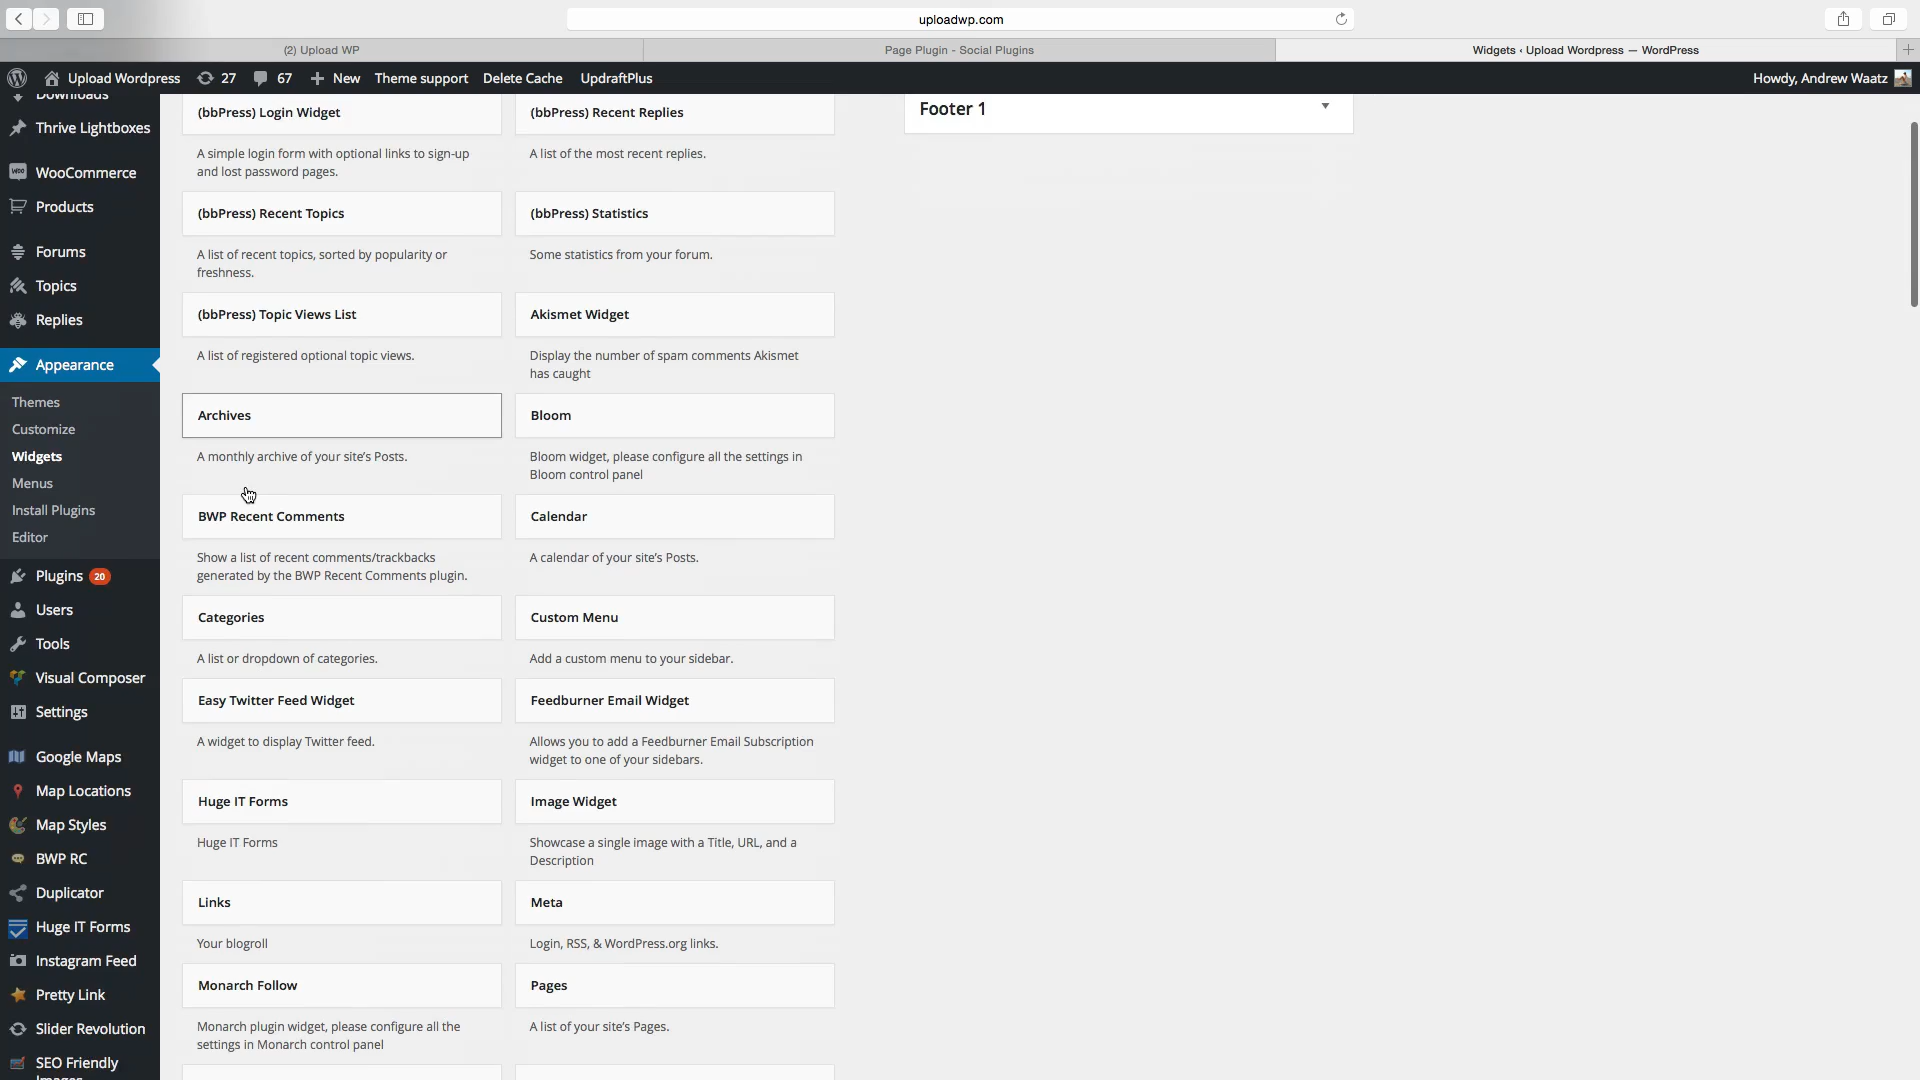 uploadwp.com
(2) Upload WP
Page Plugin - Social Plugins
Widgets ‹ Upload Wordpress — WordPress
Upload Wordpress
27
67
New
Theme support
Delete Cache
UpdraftPlus
Howdy, Andrew Waatz
Downloads
Thrive Lightboxes
WooCommerce
Products
Forums
Topics
Replies
Appearance
Themes
Customize
Widgets
Menus
Install Plugins
Editor
Plugins 20
Users
Tools
Visual Composer
Settings
Google Maps
Map Locations
Map Styles
BWP RC
Duplicator
Huge IT Forms
Instagram Feed
Pretty Link
Slider Revolution
SEO Friendly
Images
(bbPress) Login Widget
A simple login form with optional links to sign-up
and lost password pages.
(bbPress) Recent Replies
A list of the most recent replies.
(bbPress) Recent Topics
A list of recent topics, sorted by popularity or
freshness.
(bbPress) Statistics
Some statistics from your forum.
(bbPress) Topic Views List
A list of registered optional topic views.
Akismet Widget
Display the number of spam comments Akismet
has caught
Archives
A monthly archive of your site's Posts.
Bloom
Bloom widget, please configure all the settings in
Bloom control panel
BWP Recent Comments
Show a list of recent comments/trackbacks
generated by the BWP Recent Comments plugin.
Calendar
A calendar of your site's Posts.
Categories
A list or dropdown of categories.
Custom Menu
Add a custom menu to your sidebar.
Easy Twitter Feed Widget
A widget to display Twitter feed.
Feedburner Email Widget
Allows you to add a Feedburner Email Subscription
widget to one of your sidebars.
Huge IT Forms
Huge IT Forms
Image Widget
Showcase a single image with a Title, URL, and a
Description
Links
Your blogroll
Meta
Login, RSS, & WordPress.org links.
Monarch Follow
Monarch plugin widget, please configure all the
settings in Monarch control panel
Pages
A list of your site's Pages.
Footer 1